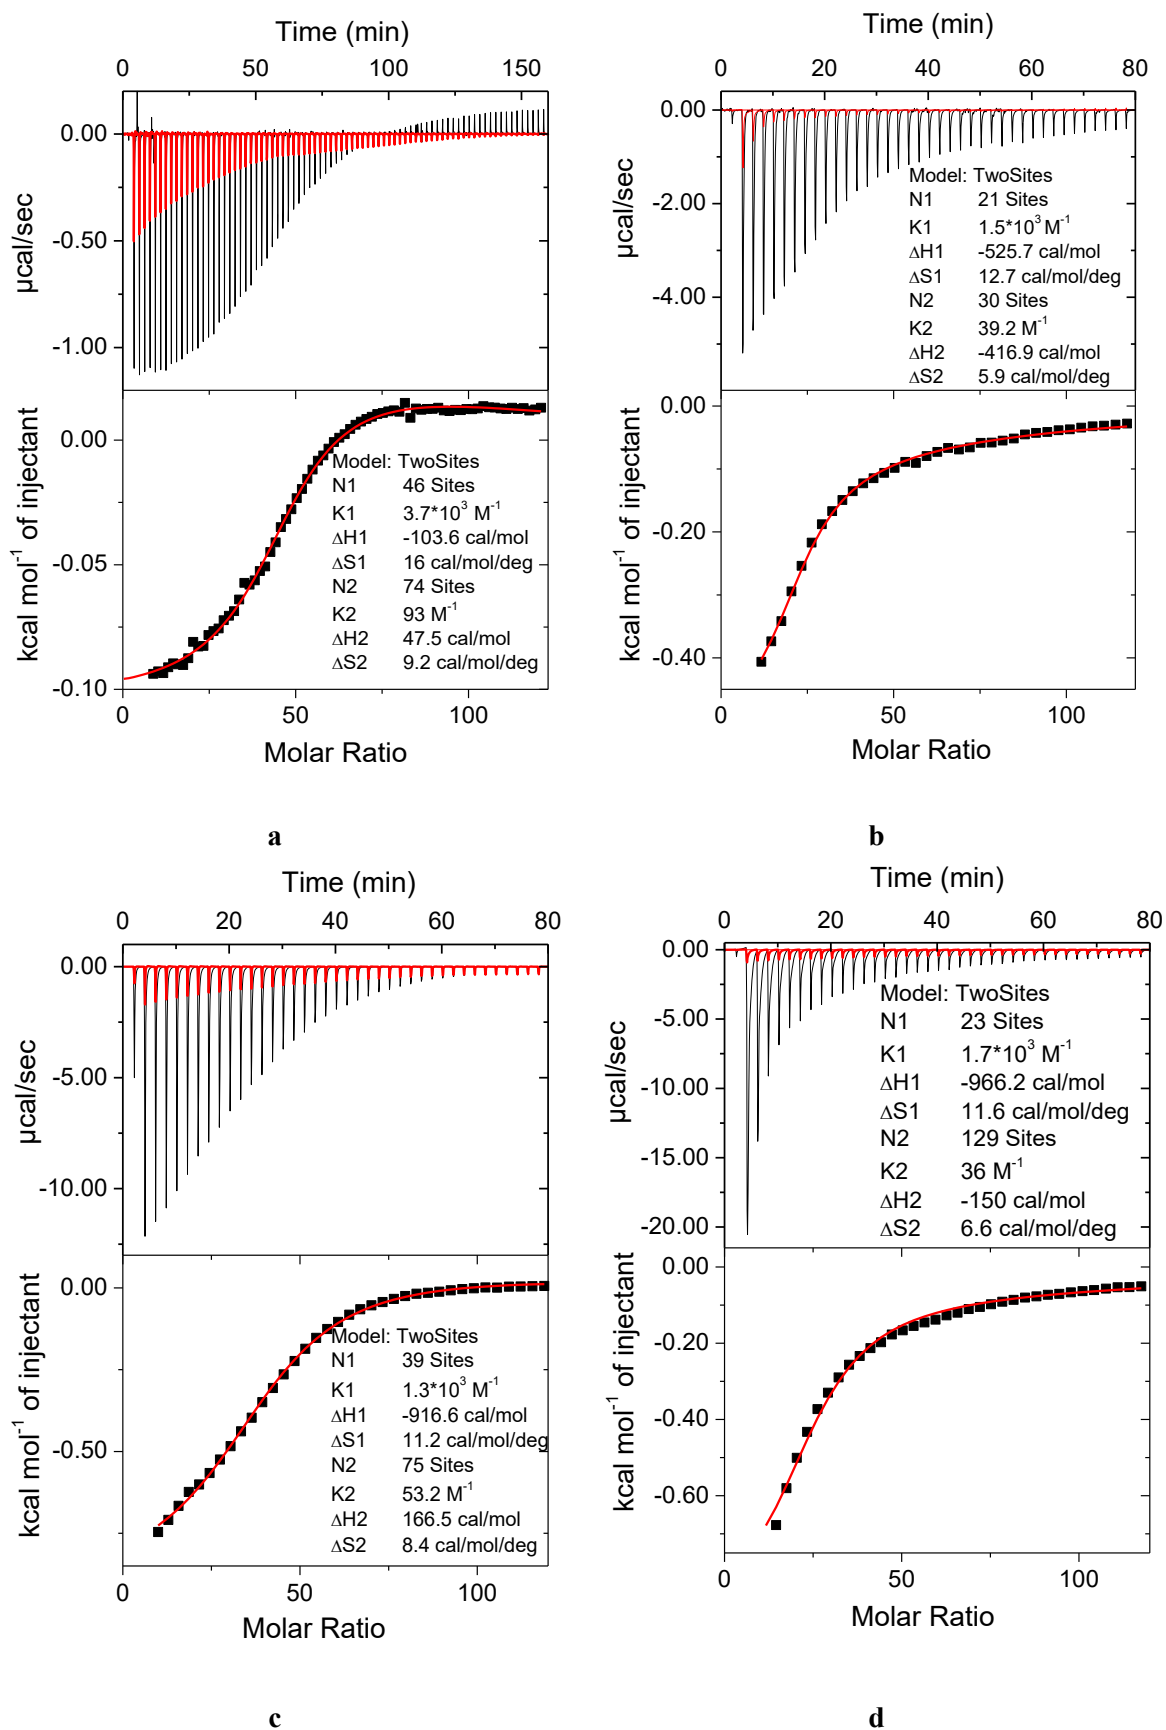 Time (min)
0 50 100 150
0.00
-0.50
-1.00
µcal/sec
0.00
-0.05
-0.10
kcal mol⁻¹ of injectant
Model: TwoSites
N1 46 Sites
K1 3.7*10³ M⁻¹
ΔH1 -103.6 cal/mol
ΔS1 16 cal/mol/deg
N2 74 Sites
K2 93 M⁻¹
ΔH2 47.5 cal/mol
ΔS2 9.2 cal/mol/deg
0 50 100
Molar Ratio
a
Time (min)
0 20 40 60 80
0.00
-2.00
-4.00
µcal/sec
Model: TwoSites
N1 21 Sites
K1 1.5*10³ M⁻¹
ΔH1 -525.7 cal/mol
ΔS1 12.7 cal/mol/deg
N2 30 Sites
K2 39.2 M⁻¹
ΔH2 -416.9 cal/mol
ΔS2 5.9 cal/mol/deg
0.00
-0.20
-0.40
kcal mol⁻¹ of injectant
0 50 100
Molar Ratio
b
Time (min)
0 20 40 60 80
0.00
-5.00
-10.00
µcal/sec
0.00
-0.50
kcal mol⁻¹ of injectant
Model: TwoSites
N1 39 Sites
K1 1.3*10³ M⁻¹
ΔH1 -916.6 cal/mol
ΔS1 11.2 cal/mol/deg
N2 75 Sites
K2 53.2 M⁻¹
ΔH2 166.5 cal/mol
ΔS2 8.4 cal/mol/deg
0 50 100
Molar Ratio
c
Time (min)
0 20 40 60 80
0.00
-5.00
-10.00
-15.00
-20.00
µcal/sec
Model: TwoSites
N1 23 Sites
K1 1.7*10³ M⁻¹
ΔH1 -966.2 cal/mol
ΔS1 11.6 cal/mol/deg
N2 129 Sites
K2 36 M⁻¹
ΔH2 -150 cal/mol
ΔS2 6.6 cal/mol/deg
0.00
-0.20
-0.40
-0.60
kcal mol⁻¹ of injectant
0 50 100
Molar Ratio
d